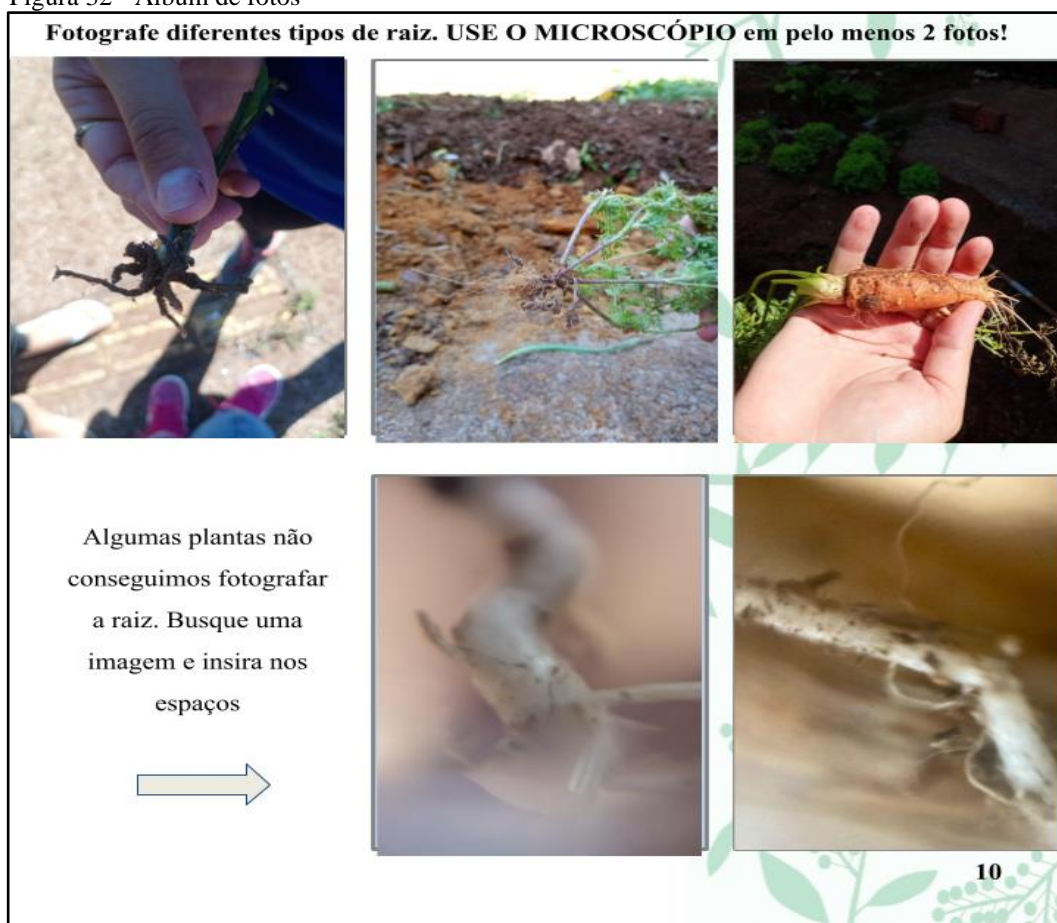 Figura 32 - Álbum de fotos
Fotografe diferentes tipos de raiz. USE O MICROSCÓPIO em pelo menos 2 fotos!
Algumas plantas não
conseguimos fotografar
a raiz. Busque uma
imagem e insira nos
espaços
10